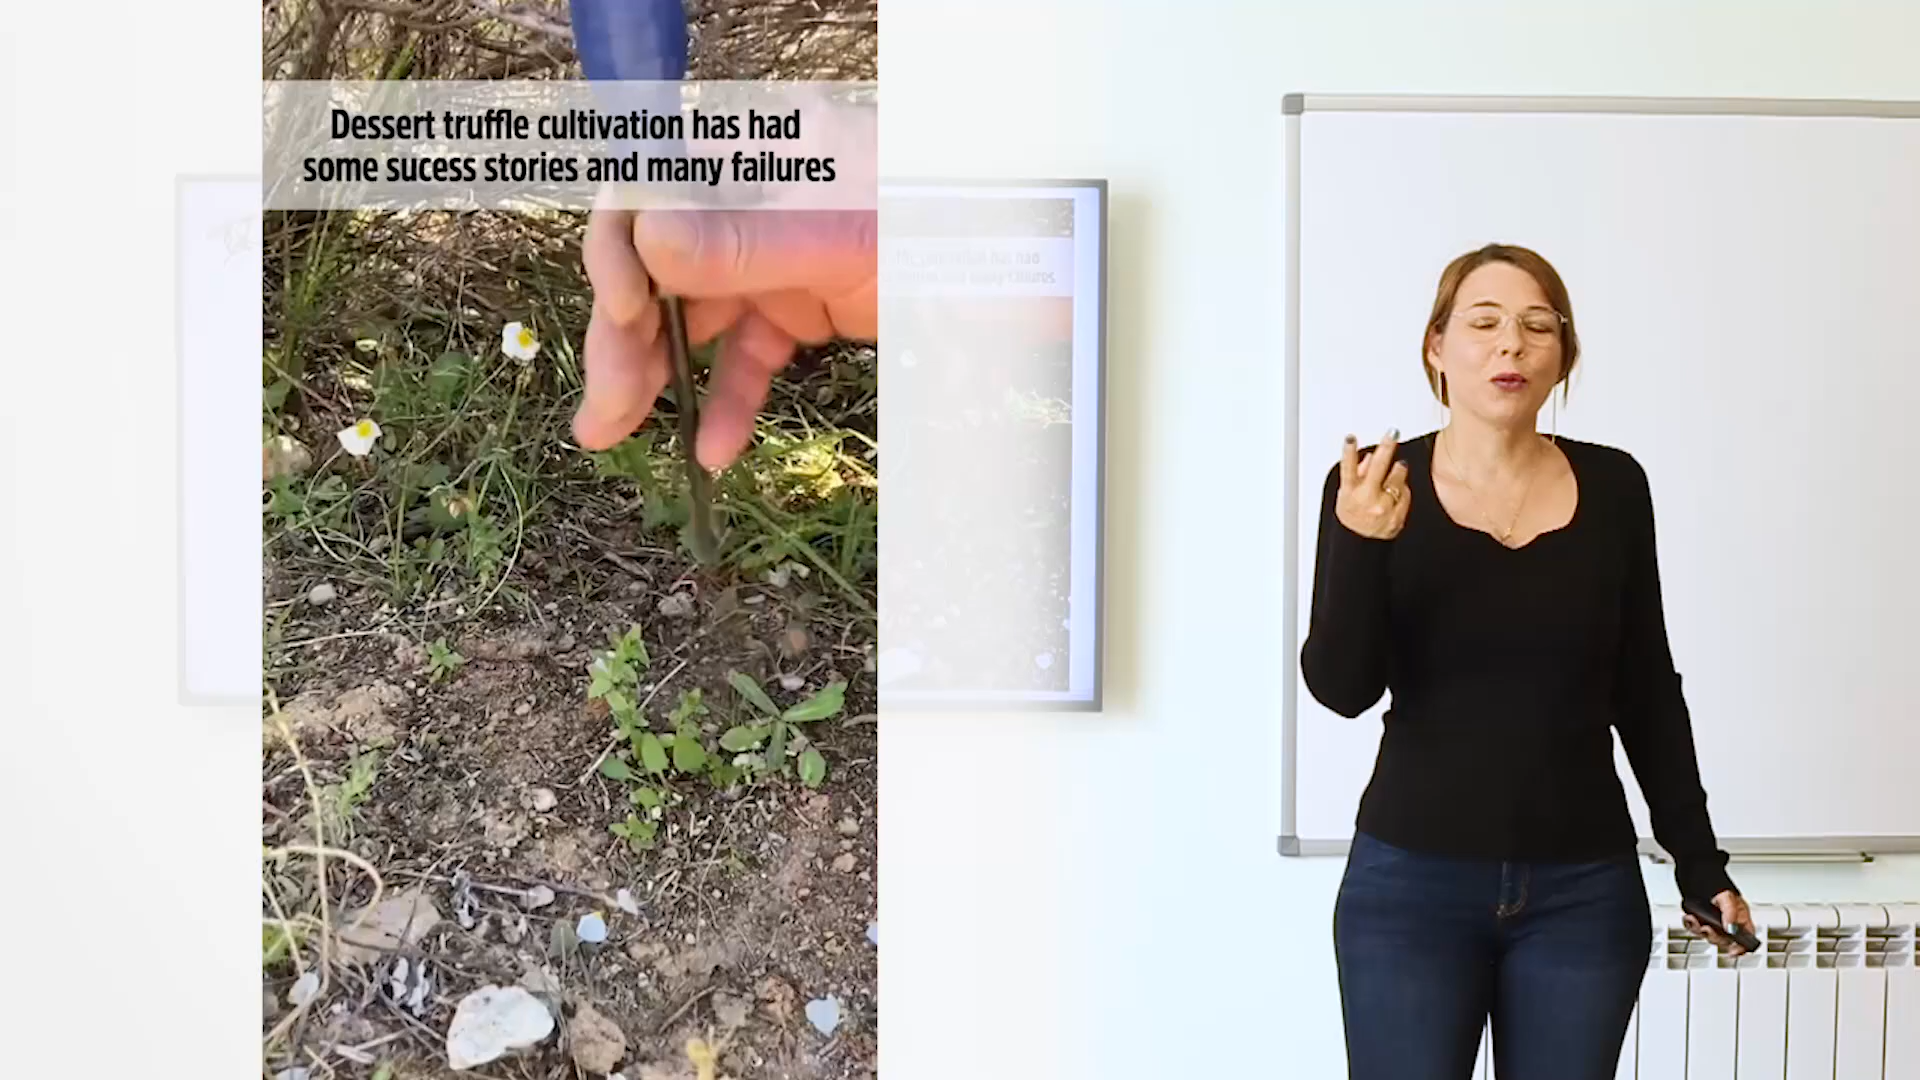 Dessert truffle cultivation has had
some sucess stories and many failures